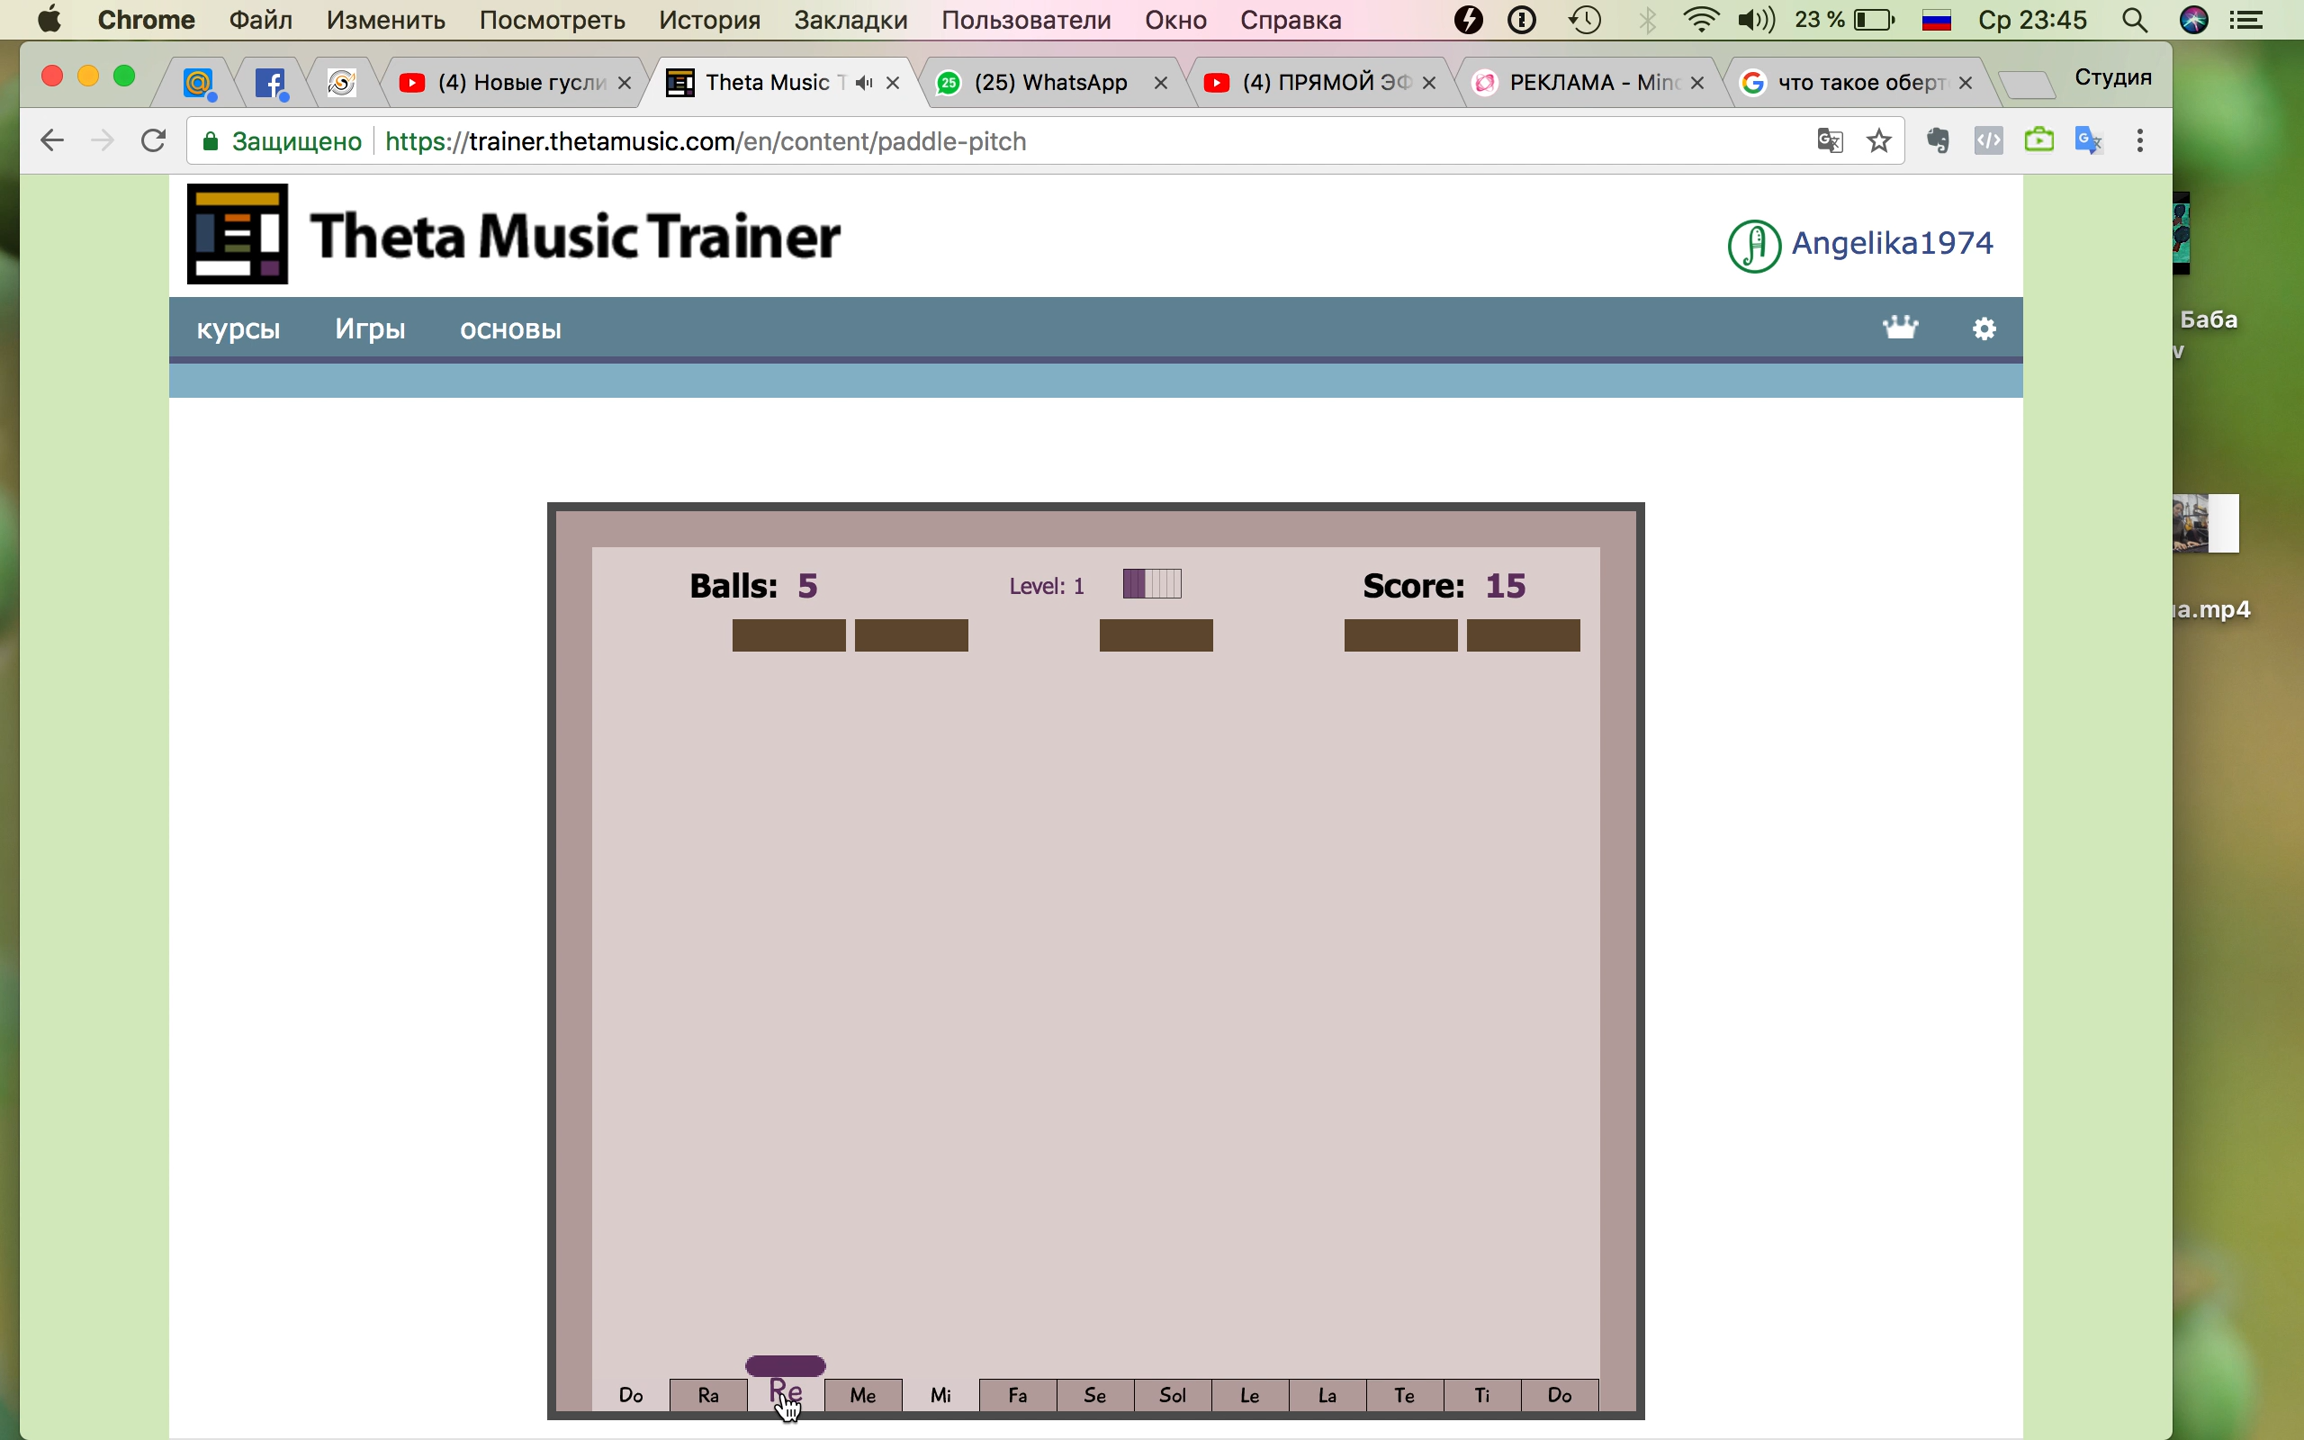 Chrome Файл Изменить Посмотреть История Закладки Пользователи Окно Справка 23 % Ср 23:45
(4) Новые гусли Theta Music T 25 (25) WhatsApp (4) ПРЯМОЙ ЭФ РЕКЛАМА - Minc что такое оберт Студия
Защищено https://trainer.thetamusic.com/en/content/paddle-pitch
Theta Music Trainer
Angelika1974
курсы Игры основы
Баба
v
Balls: 5 Level: 1 Score: 15
ua.mp4
Do Ra Re Me Mi Fa Se Sol Le La Te Ti Do